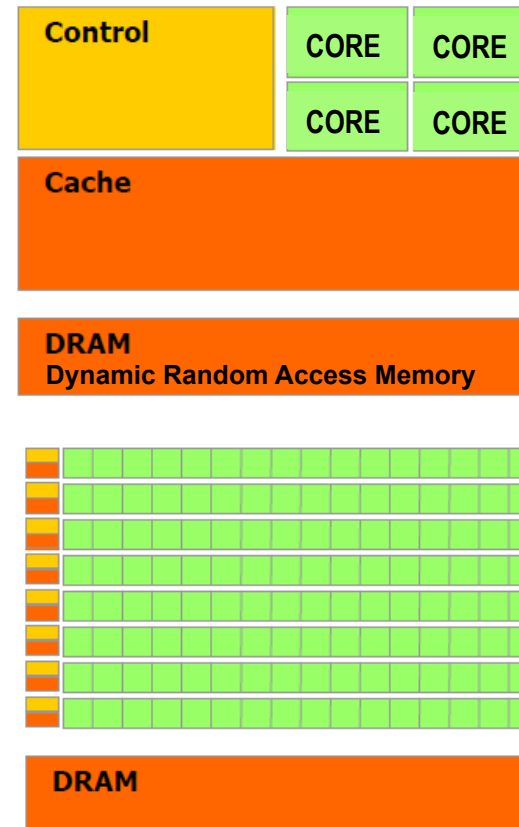 Control
CORE CORE
CORE CORE
Cache
DRAM
Dynamic Random Access Memory
DRAM